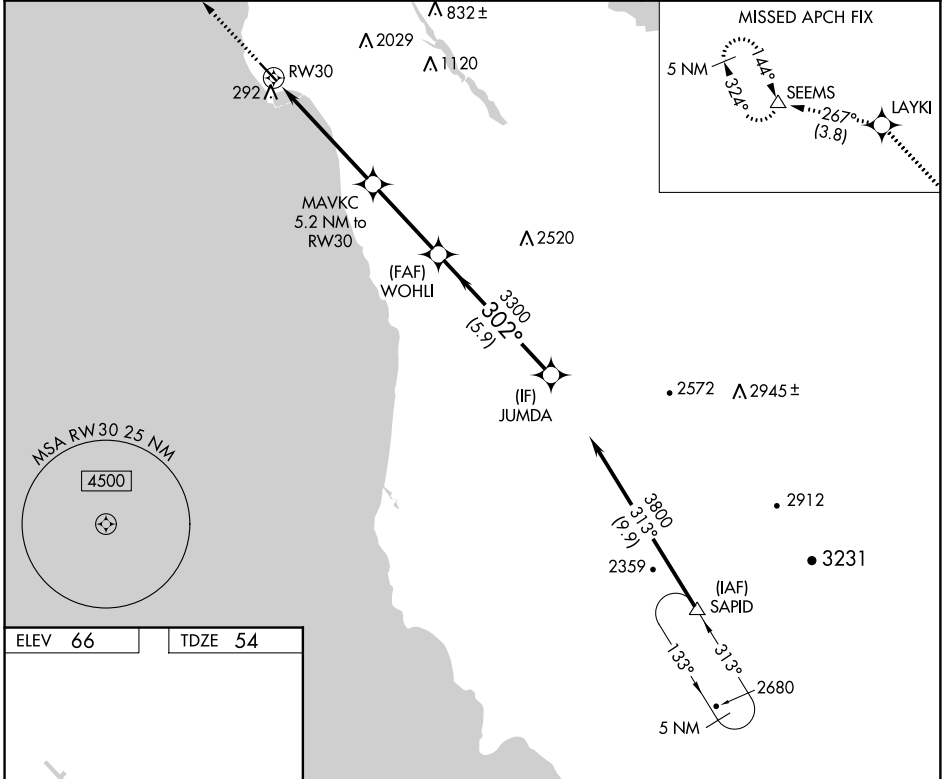 832±
2029
1120
RW30
292
MISSED APCH FIX
5 NM
144°
324°
SEEMS
267°
(3.8)
LAYKI
MAVKC
5.2 NM to
RW30
2520
(FAF)
WOHLI
3300
302°
(5.9)
(IF)
JUMDA
2572
2945±
MSA RW30 25 NM
4500
3800
313°
(9.9)
2912
2359
3231
(IAF)
SAPID
133°
313°
2680
5 NM
ELEV 66
TDZE 54